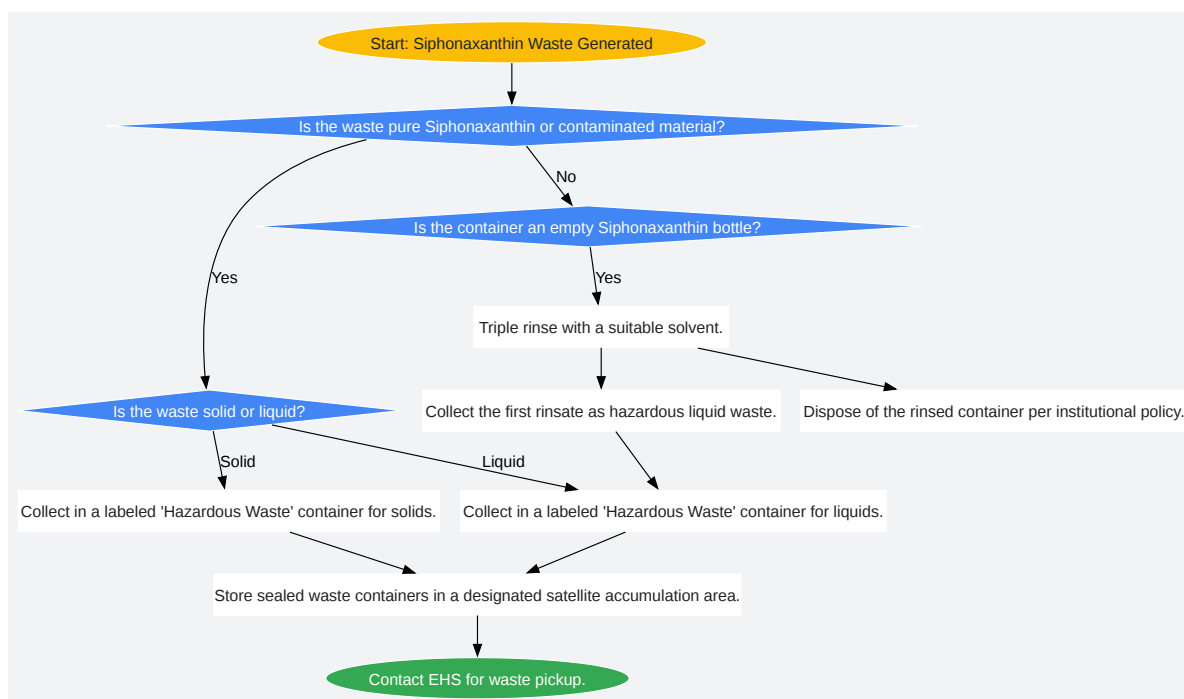 Start: Siphonaxanthin Waste Generated
Is the waste pure Siphonaxanthin or contaminated material?
No
Is the container an empty Siphonaxanthin bottle?
Yes
Yes
Triple rinse with a suitable solvent.
Is the waste solid or liquid?
Collect the first rinsate as hazardous liquid waste.
Dispose of the rinsed container per institutional policy.
Solid
Liquid
Collect in a labeled 'Hazardous Waste' container for solids.
Collect in a labeled 'Hazardous Waste' container for liquids.
Store sealed waste containers in a designated satellite accumulation area.
Contact EHS for waste pickup.